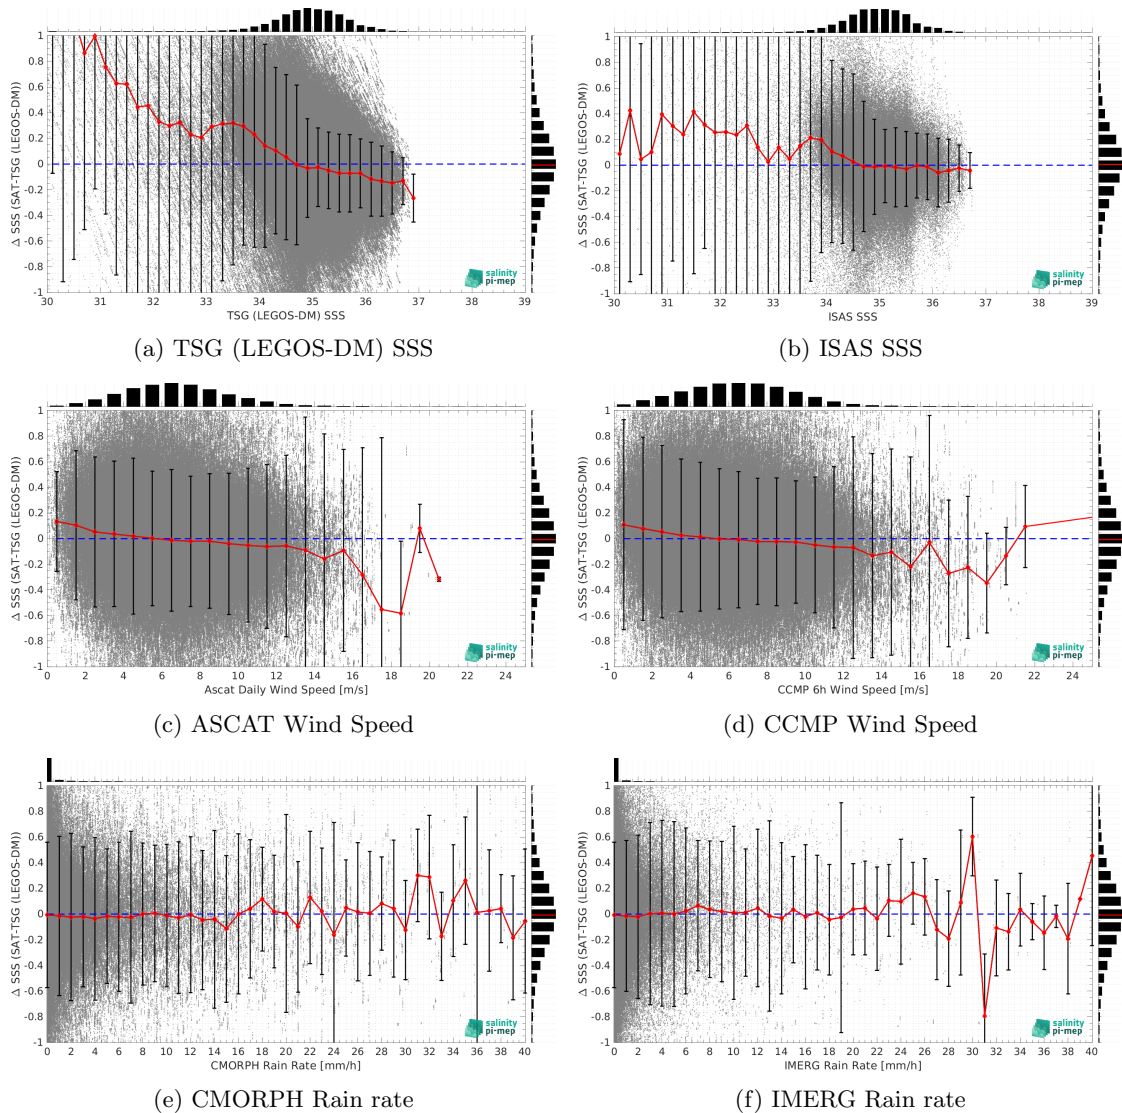 1
0.8
0.6
0.4
0.2
0
-0.2
-0.4
-0.6
-0.8
-1
Δ SSS (SAT-TSG (LEGOS-DM))
30 31 32 33 34 35 36 37 38 39
TSG (LEGOS-DM) SSS
salinity
pi-mep
(a) TSG (LEGOS-DM) SSS
1
0.8
0.6
0.4
0.2
0
-0.2
-0.4
-0.6
-0.8
-1
Δ SSS (SAT-TSG (LEGOS-DM))
30 31 32 33 34 35 36 37 38 39
ISAS SSS
salinity
pi-mep
(b) ISAS SSS
1
0.8
0.6
0.4
0.2
0
-0.2
-0.4
-0.6
-0.8
-1
Δ SSS (SAT-TSG (LEGOS-DM))
0 2 4 6 8 10 12 14 16 18 20 22 24
Ascat Daily Wind Speed [m/s]
salinity
pi-mep
(c) ASCAT Wind Speed
1
0.8
0.6
0.4
0.2
0
-0.2
-0.4
-0.6
-0.8
-1
Δ SSS (SAT-TSG (LEGOS-DM))
0 2 4 6 8 10 12 14 16 18 20 22 24
CCMP 6h Wind Speed [m/s]
salinity
pi-mep
(d) CCMP Wind Speed
1
0.8
0.6
0.4
0.2
0
-0.2
-0.4
-0.6
-0.8
-1
Δ SSS (SAT-TSG (LEGOS-DM))
0 2 4 6 8 10 12 14 16 18 20 22 24 26 28 30 32 34 36 38 40
CMORPH Rain Rate [mm/h]
salinity
pi-mep
(e) CMORPH Rain rate
1
0.8
0.6
0.4
0.2
0
-0.2
-0.4
-0.6
-0.8
-1
Δ SSS (SAT-TSG (LEGOS-DM))
0 2 4 6 8 10 12 14 16 18 20 22 24 26 28 30 32 34 36 38 40
IMERG Rain Rate [mm/h]
salinity
pi-mep
(f) IMERG Rain rate